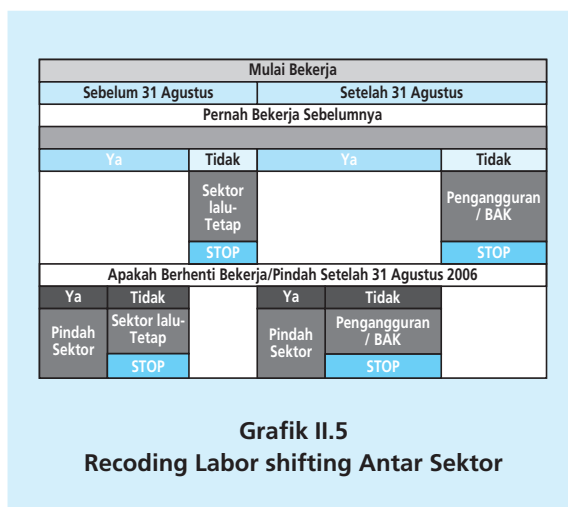 Mulai Bekerja
Sebelum 31 Agustus Setelah 31 Agustus
Pernah Bekerja Sebelumnya
Ya Tidak Ya Tidak
Sektor
lalu-
Tetap
STOP
Pengangguran
/ BAK
STOP
Apakah Berhenti Bekerja/Pindah Setelah 31 Agustus 2006
Ya Tidak Ya Tidak
Pindah
Sektor
Sektor lalu-
Tetap
STOP
Pindah
Sektor
Pengangguran
/ BAK
STOP
Grafik II.5
Recoding Labor shifting Antar Sektor